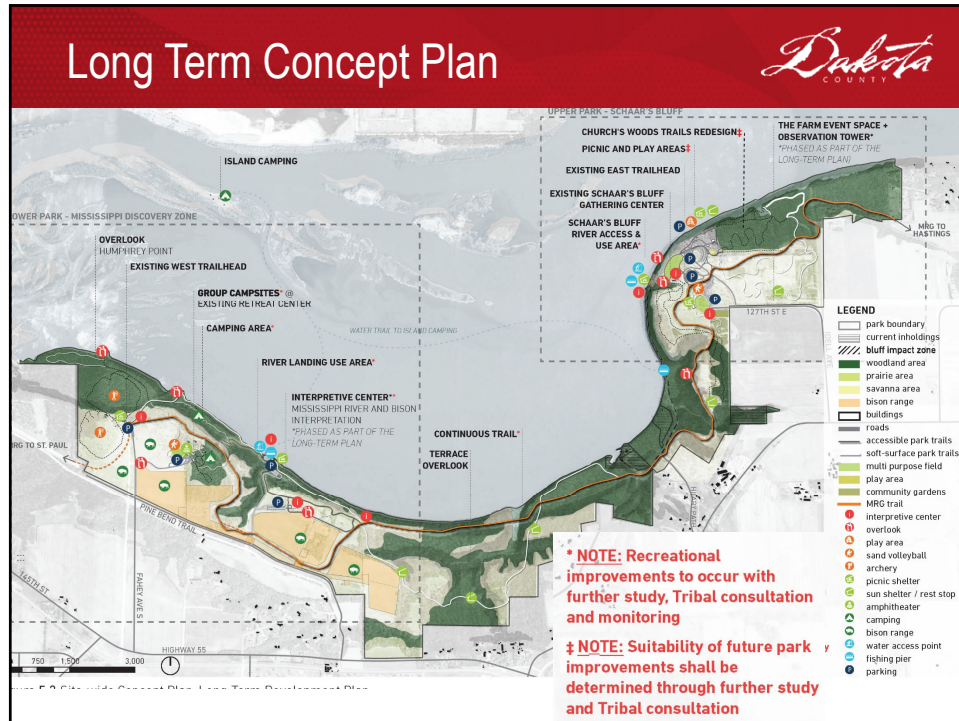 Long Term Concept Plan
Dakota
COUNTY
UPPER PARK - SCHAAR'S BLUFF
CHURCH'S WOODS TRAILS REDESIGN‡
PICNIC AND PLAY AREAS‡
EXISTING EAST TRAILHEAD
EXISTING SCHAAR'S BLUFF
GATHERING CENTER
SCHAAR'S BLUFF
RIVER ACCESS &
USE AREA*
THE FARM EVENT SPACE +
OBSERVATION TOWER*
*PHASED AS PART OF THE
LONG-TERM PLAN)
MRG TO
HASTINGS
127TH ST E
ISLAND CAMPING
OWER PARK - MISSISSIPPI DISCOVERY ZONE
OVERLOOK
HUMPHREY POINT
EXISTING WEST TRAILHEAD
GROUP CAMPSITES* @
EXISTING RETREAT CENTER
CAMPING AREA*
WATER TRAIL TO ISLAND CAMPING
RIVER LANDING USE AREA*
INTERPRETIVE CENTER**
MISSISSIPPI RIVER AND BISON
INTERPRETATION
*PHASED AS PART OF THE
LONG-TERM PLAN
CONTINUOUS TRAIL*
TERRACE
OVERLOOK
MRG TO ST. PAUL
PINE BEND TRAIL
145TH ST
FAHEY AVE S
HIGHWAY 55
750 1,500 3,000
LEGEND
park boundary
current inholdings
bluff impact zone
woodland area
prairie area
savanna area
bison range
buildings
roads
accessible park trails
soft-surface park trails
multi purpose field
play area
community gardens
MRG trail
interpretive center
overlook
play area
sand volleyball
archery
picnic shelter
sun shelter / rest stop
amphitheater
camping
bison range
water access point
fishing pier
parking
* NOTE: Recreational
improvements to occur with
further study, Tribal consultation
and monitoring
‡ NOTE: Suitability of future park
improvements shall be
determined through further study
and Tribal consultation